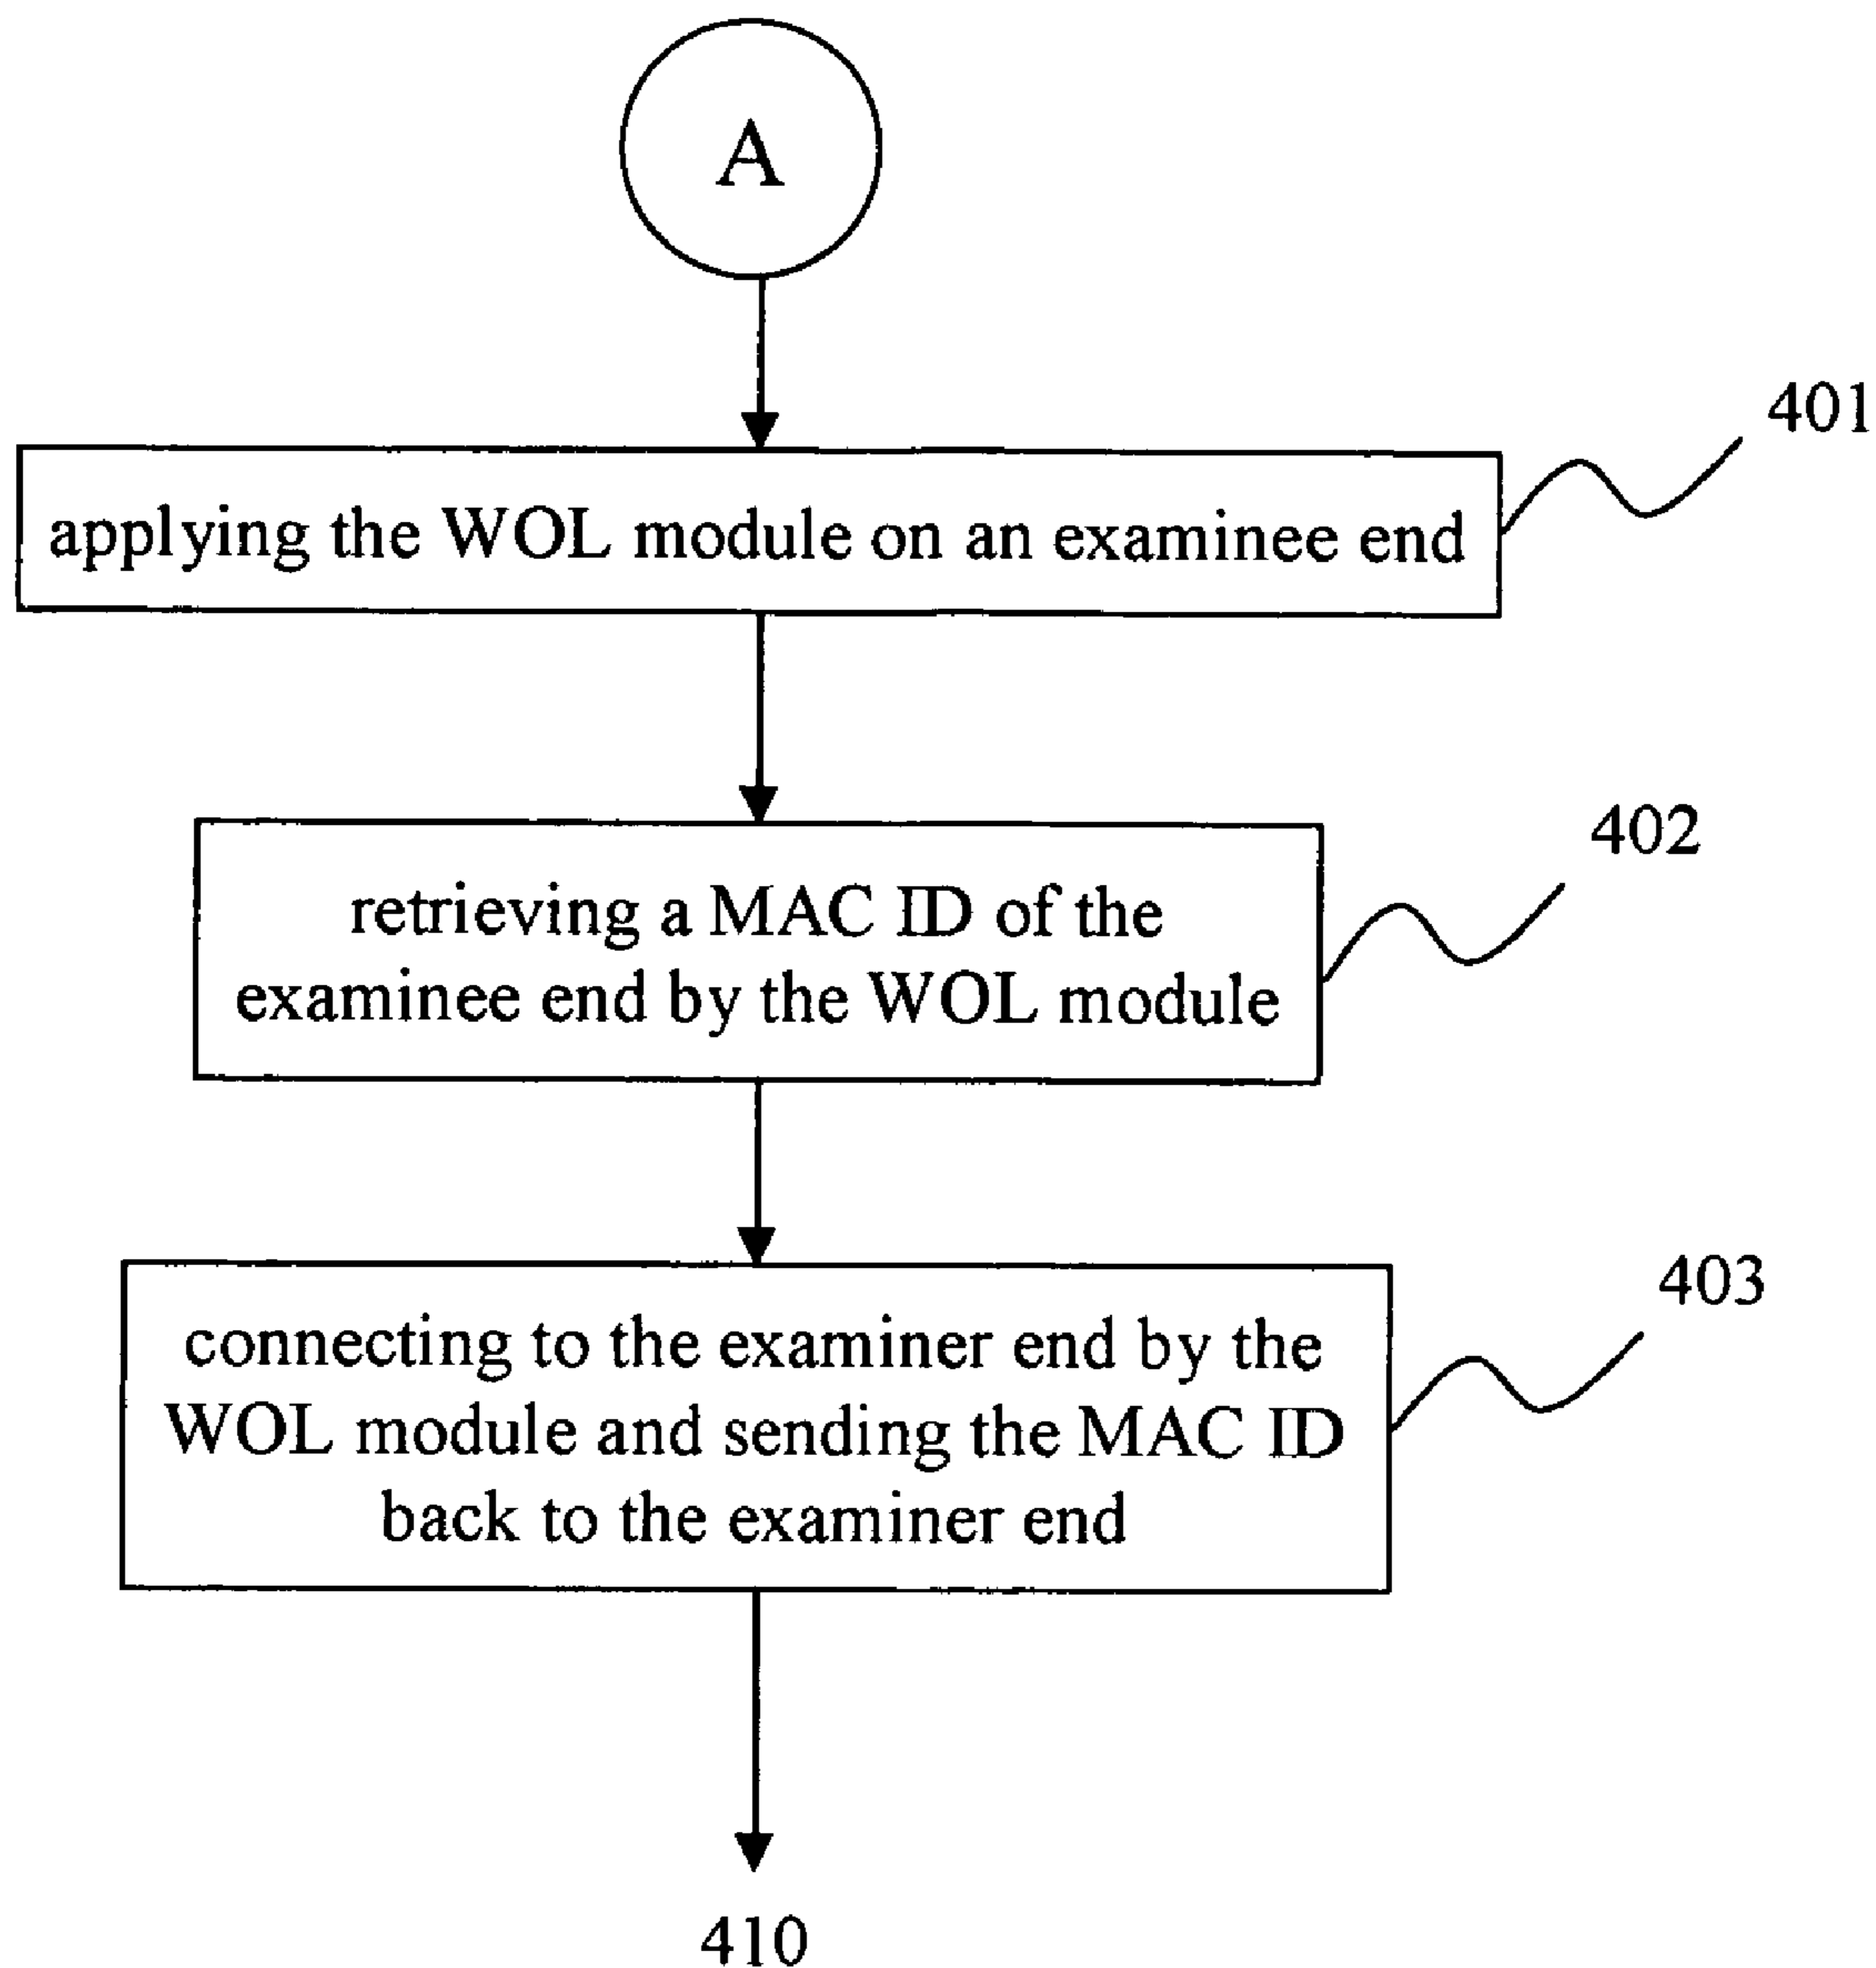 A
401
applying the WOL module on an examinee end
402
retrieving a MAC ID of the
examinee end by the WOL module
403
connecting to the examiner end by the
WOL module and sending the MAC ID
back to the examiner end
410